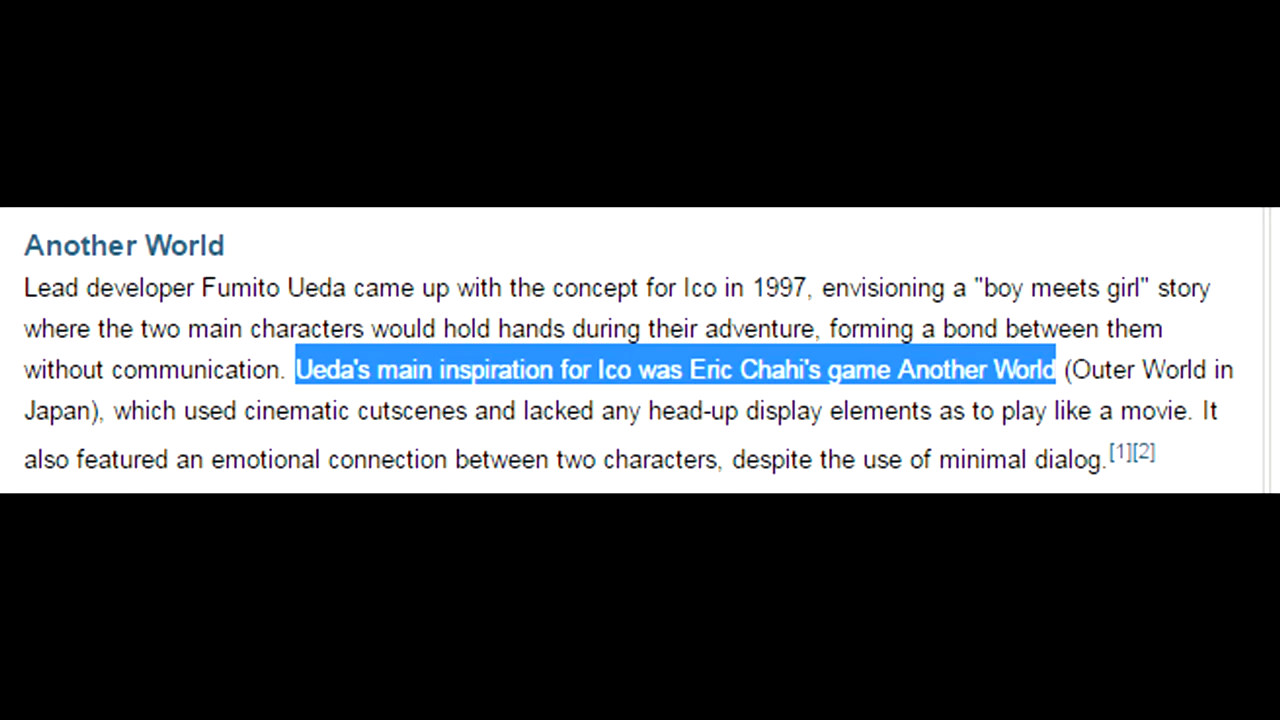 Another World
Lead developer Fumito Ueda came up with the concept for Ico in 1997, envisioning a "boy meets girl" story
where the two main characters would hold hands during their adventure, forming a bond between them
without communication. Ueda's main inspiration for Ico was Eric Chahi's game Another World (Outer World in
Japan), which used cinematic cutscenes and lacked any head-up display elements as to play like a movie. It
also featured an emotional connection between two characters, despite the use of minimal dialog.[1][2]